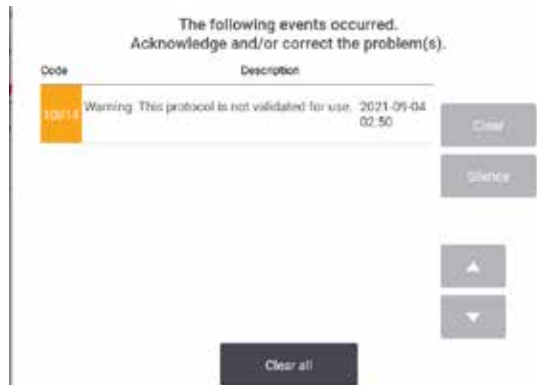 The following events occurred.
Acknowledge and/or correct the problem(s).
Code Description
Warning: This protocol is not validated for use. 2021-09-04
02:50
Clear
Silence
Clear all